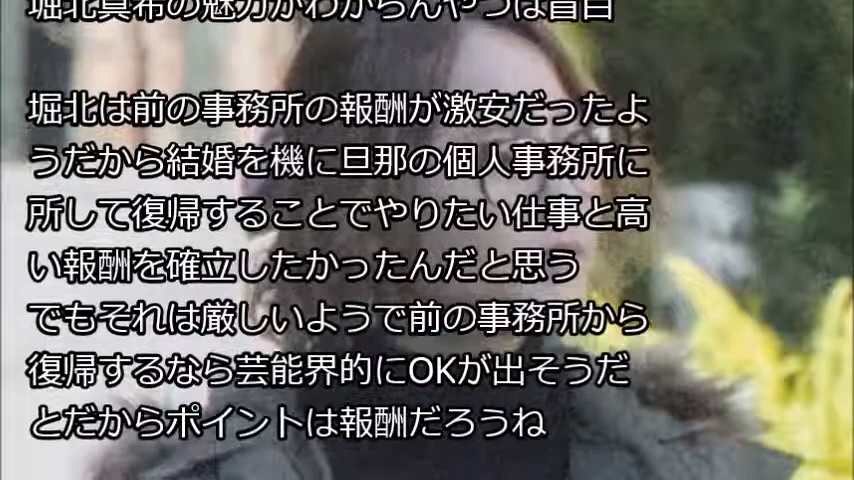 堀北真希の魅力がわからんやつは盲目
堀北は前の事務所の報酬が激安だったよ
うだから結婚を機に旦那の個人事務所に
所して復帰することでやりたい仕事と高
い報酬を確立したかったんだと思う
でもそれは厳しいようで前の事務所から
復帰するなら芸能界的にOKが出そうだ
とだからポイントは報酬だろうね